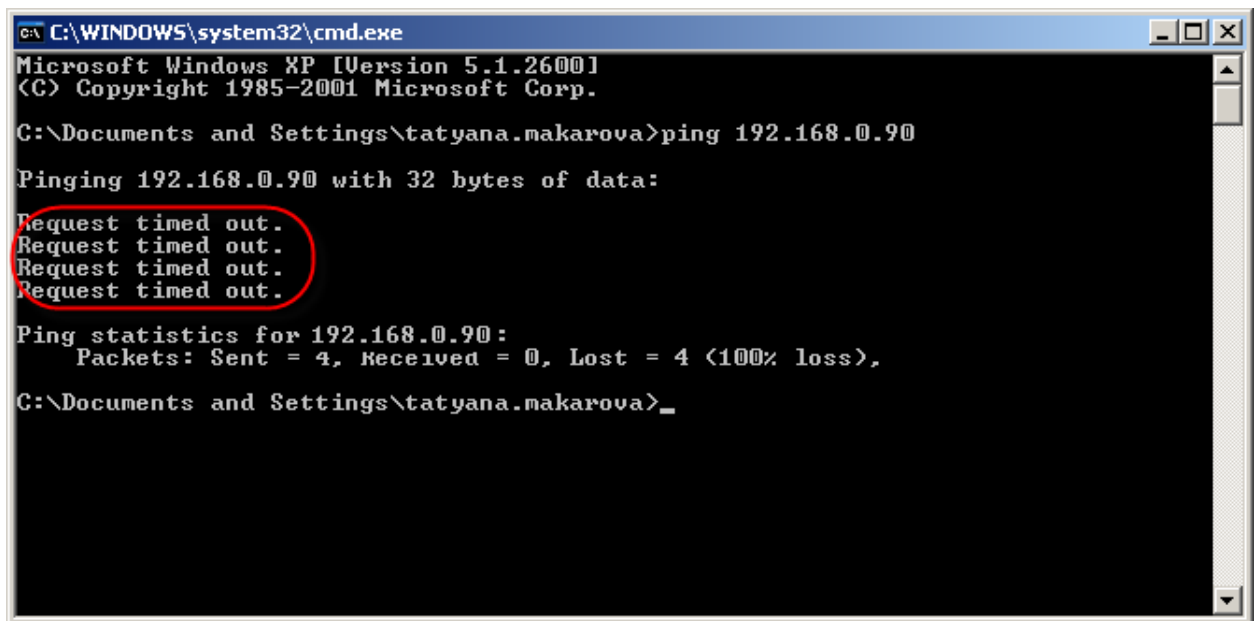 C:\WINDOWS\system32\cmd.exe
Microsoft Windows XP [Version 5.1.2600]
(C) Copyright 1985-2001 Microsoft Corp.
C:\Documents and Settings\tatyana.makarova>ping 192.168.0.90
Pinging 192.168.0.90 with 32 bytes of data:
Request timed out.
Request timed out.
Request timed out.
Request timed out.
Ping statistics for 192.168.0.90:
Packets: Sent = 4, Received = 0, Lost = 4 (100% loss),
C:\Documents and Settings\tatyana.makarova>_